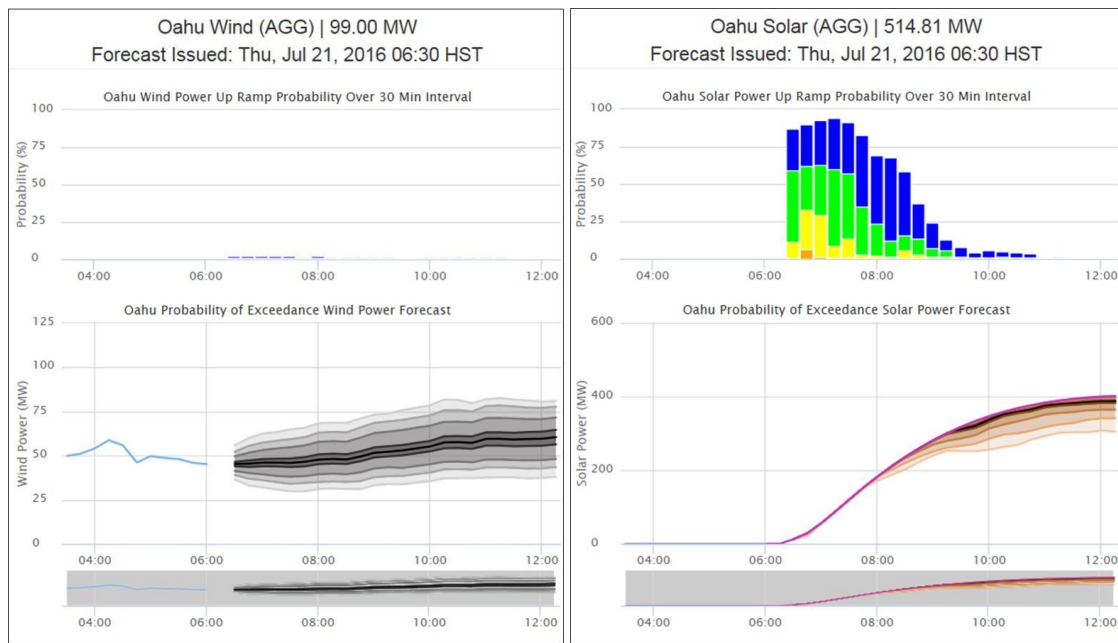 Oahu Wind (AGG) | 99.00 MW
Forecast Issued: Thu, Jul 21, 2016 06:30 HST
Oahu Wind Power Up Ramp Probability Over 30 Min Interval
Probability (%)
100
75
50
25
0
04:00 06:00 08:00 10:00 12:00
Oahu Probability of Exceedance Wind Power Forecast
Wind Power (MW)
125
100
75
50
25
0
04:00 06:00 08:00 10:00 12:00
04:00 06:00 08:00 10:00 12:00
Oahu Solar (AGG) | 514.81 MW
Forecast Issued: Thu, Jul 21, 2016 06:30 HST
Oahu Solar Power Up Ramp Probability Over 30 Min Interval
Probability (%)
100
75
50
25
0
04:00 06:00 08:00 10:00 12:00
Oahu Probability of Exceedance Solar Power Forecast
Solar Power (MW)
600
400
200
0
04:00 06:00 08:00 10:00 12:00
04:00 06:00 08:00 10:00 12:00